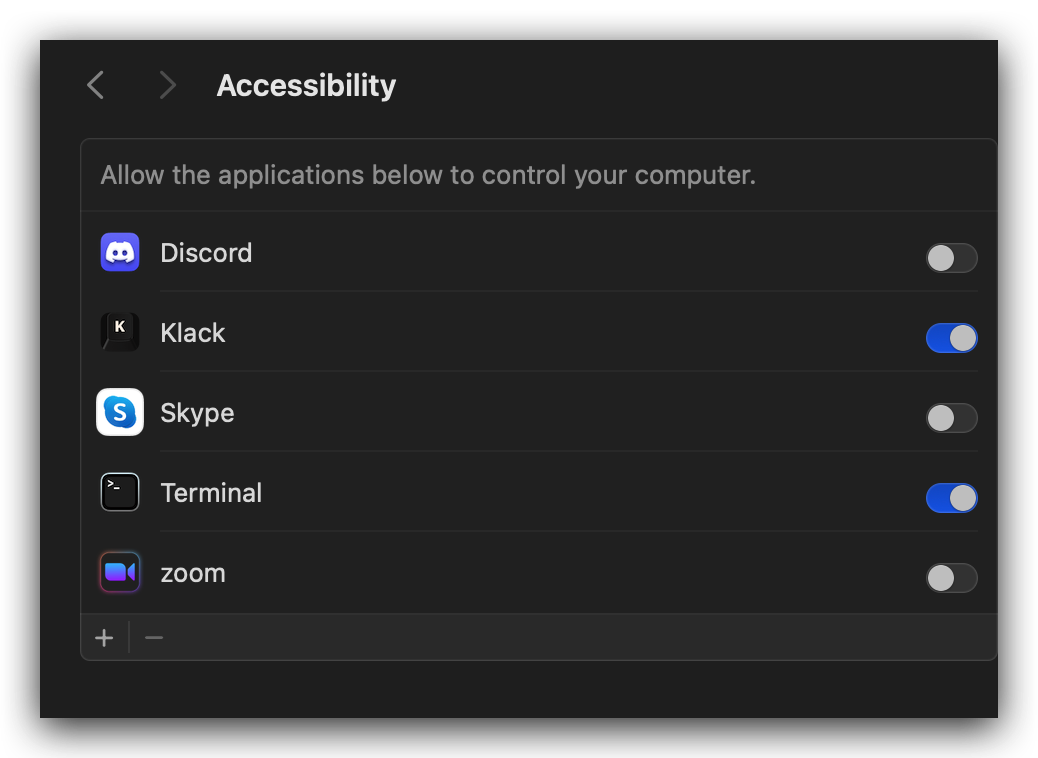 Accessibility
Allow the applications below to control your computer.
Discord
K
Klack
S
Skype
>_
Terminal
zoom